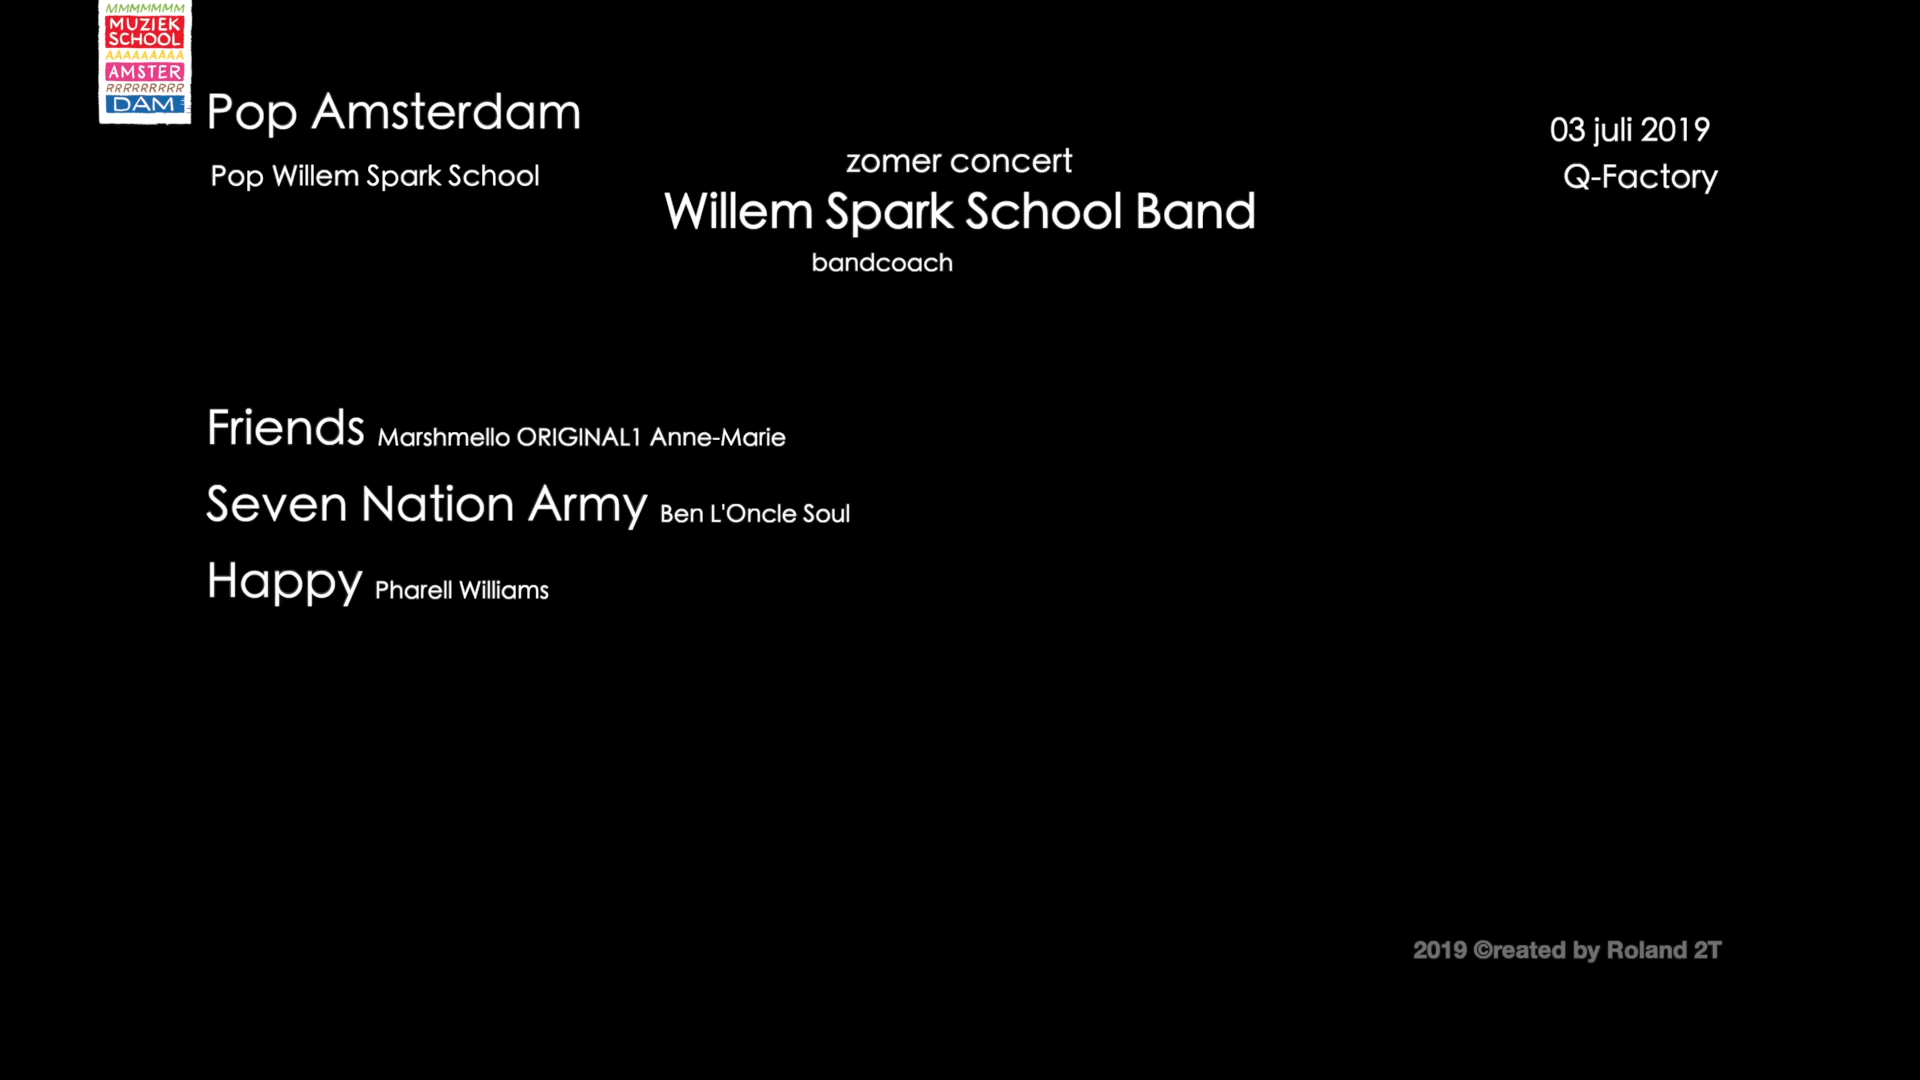 MMMMMMM
MUZIEK
SCHOOL
AAAAAAAAA
AMSTER
RRRRRRRRR
DAM
Pop Amsterdam
Pop Willem Spark School
zomer concert
Willem Spark School Band
bandcoach
03 juli 2019
Q-Factory
Friends Marshmello ORIGINAL1 Anne-Marie
Seven Nation Army Ben L'Oncle Soul
Happy Pharell Williams
2019 ©reated by Roland 2T